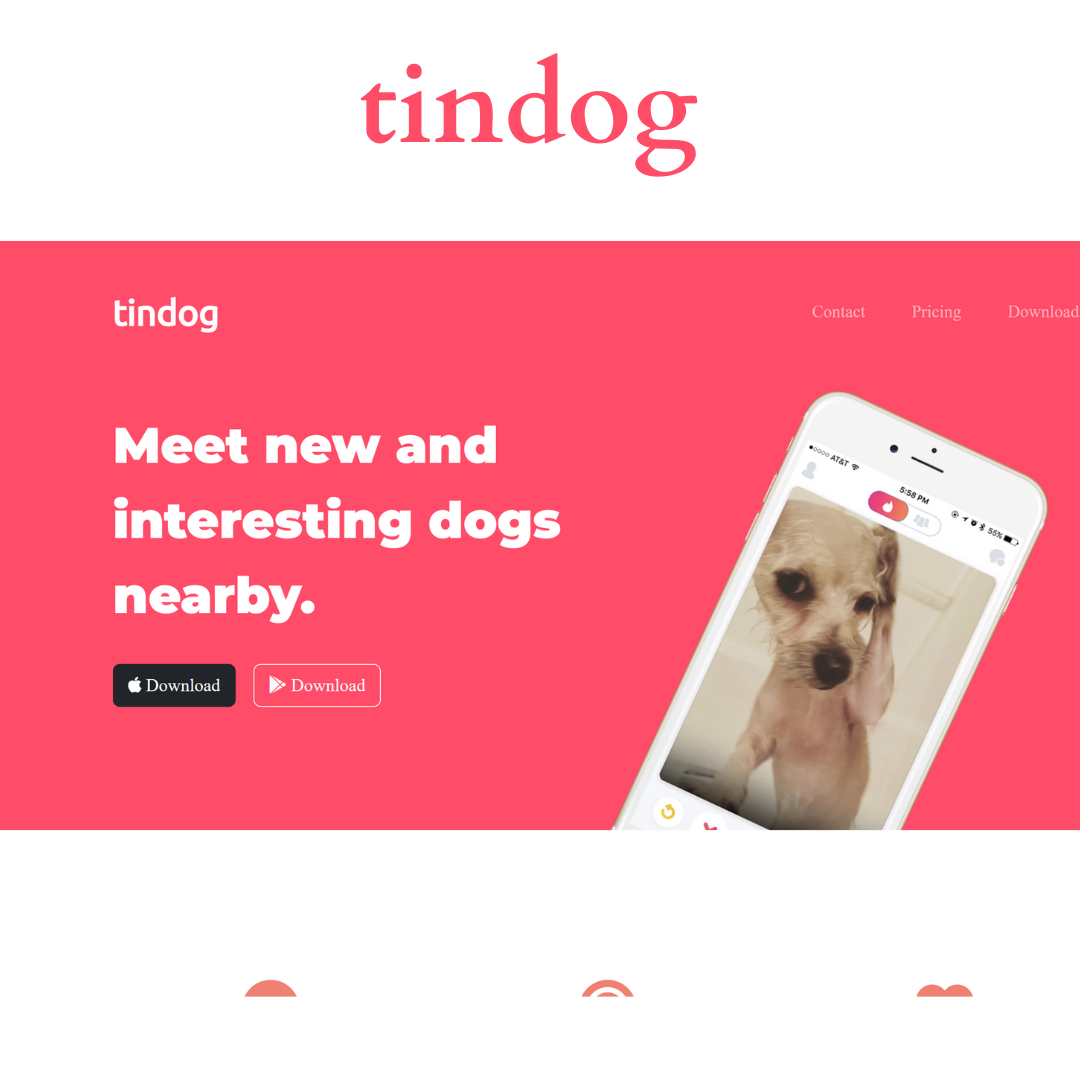 tindog
tindog
Contact Pricing Download
Meet new and
interesting dogs
nearby.
Download Download
AT&T 5:58 PM 55%